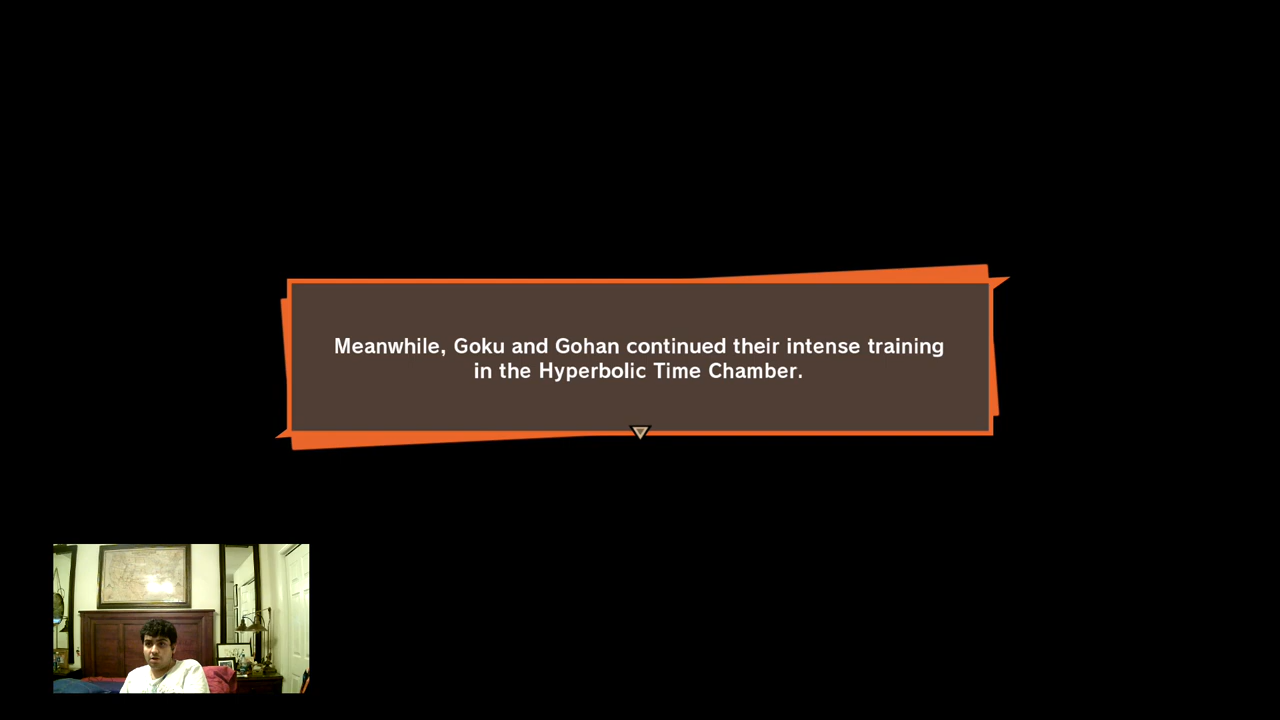 Meanwhile, Goku and Gohan continued their intense training
in the Hyperbolic Time Chamber.